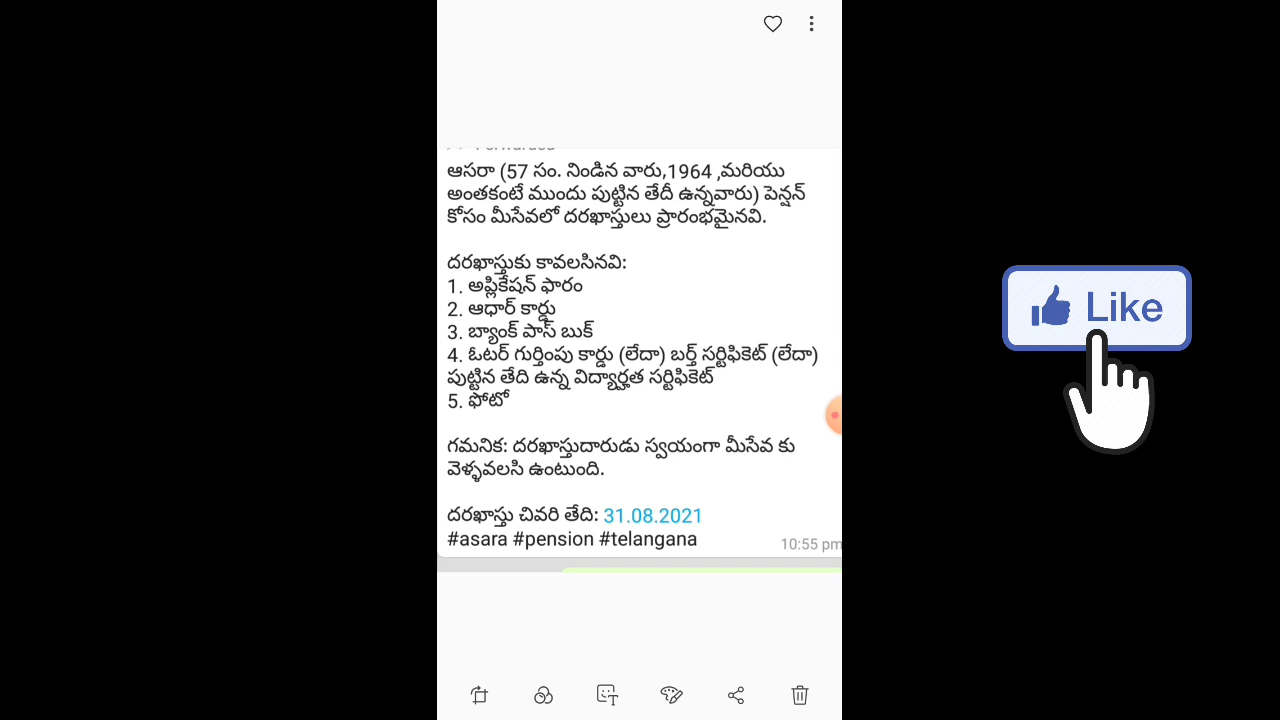 ఆసరా (57 సం. నిండిన వారు,1964 ,మరియు
అంతకంటే ముందు పుట్టిన తేదీ ఉన్నవారు) పెన్షన్
కోసం మీసేవలో దరఖాస్తులు ప్రారంభమైనవి.
దరఖాస్తుకు కావలసినవి:
1. అప్లికేషన్ ఫారం
2. ఆధార్ కార్డు
3. బ్యాంక్ పాస్ బుక్
4. ఓటర్ గుర్తింపు కార్డు (లేదా) బర్త్ సర్టిఫికెట్ (లేదా)
పుట్టిన తేది ఉన్న విద్యార్హత సర్టిఫికెట్
5. ఫోటో
గమనిక: దరఖాస్తుదారుడు స్వయంగా మీసేవ కు
వెళ్ళవలసి ఉంటుంది.
దరఖాస్తు చివరి తేది: 31.08.2021
#asara #pension #telangana
10:55 pm
Like